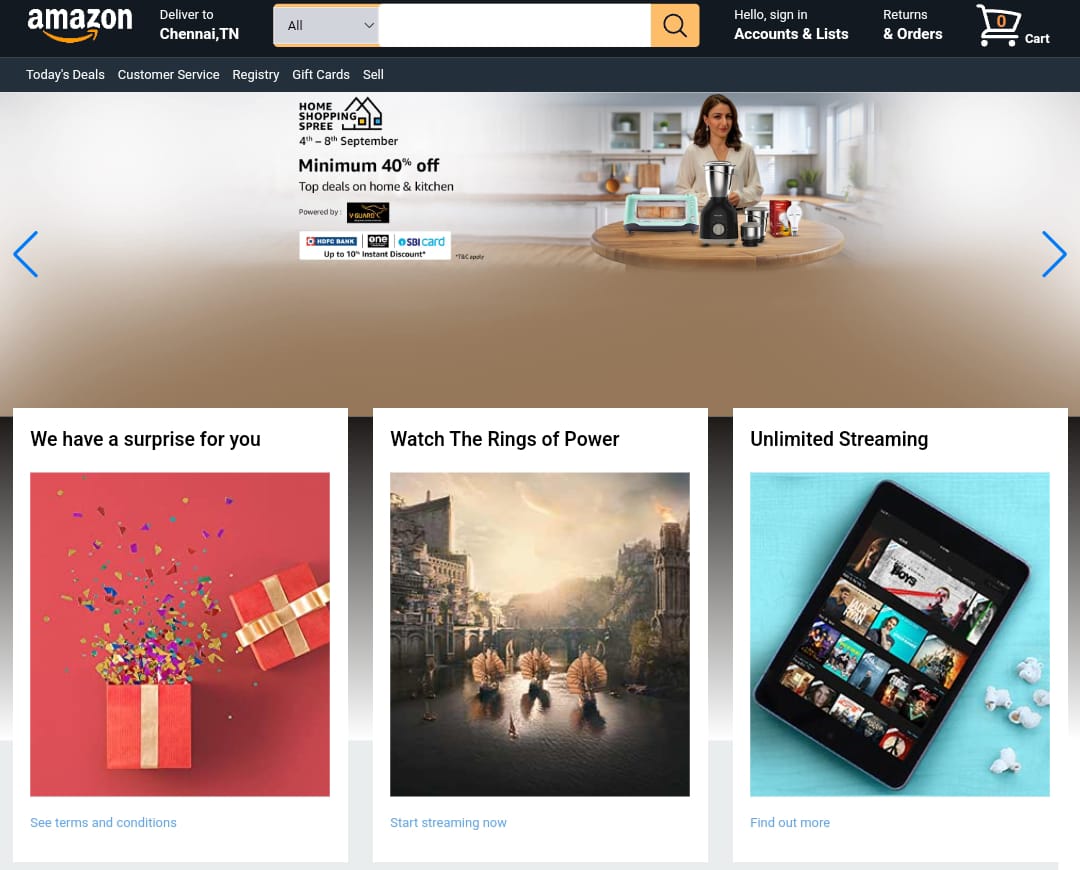 amazon
Deliver to
Chennai,TN
All
Hello, sign in
Accounts & Lists
Returns
& Orders
0
Cart
Today's Deals
Customer Service
Registry
Gift Cards
Sell
HOME
SHOPPING
SPREE
4th – 8th September
Minimum 40% off
Top deals on home & kitchen
Powered by :
V-GUARD
HDFC BANK
one
SBI card
Up to 10% Instant Discount*
*T&C apply
We have a surprise for you
Watch The Rings of Power
Unlimited Streaming
BOYS
JACK RYAN
See terms and conditions
Start streaming now
Find out more